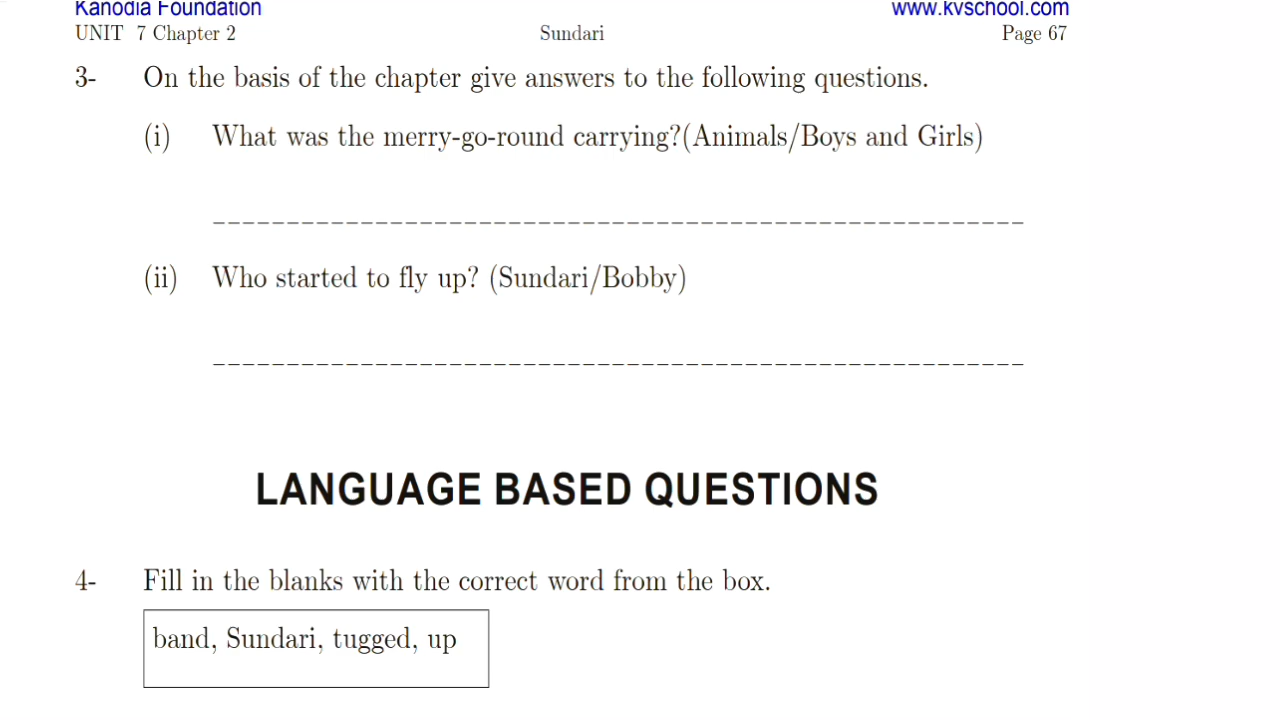 Kanodia Foundation www.kvschool.com
UNIT 7 Chapter 2 Sundari Page 67
3- On the basis of the chapter give answers to the following questions.
(i) What was the merry-go-round carrying?(Animals/Boys and Girls)
(ii) Who started to fly up? (Sundari/Bobby)
LANGUAGE BASED QUESTIONS
4- Fill in the blanks with the correct word from the box.
band, Sundari, tugged, up